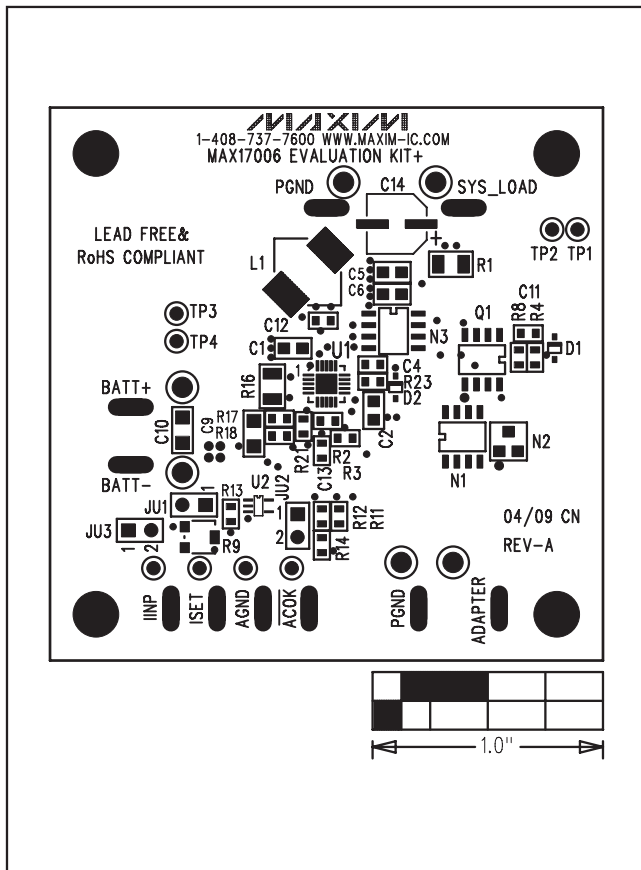 MAXIM
1-408-737-7600 WWW.MAXIM-IC.COM
MAX17006 EVALUATION KIT+
PGND
C14
SYS_LOAD
LEAD FREE&
RoHS COMPLIANT
+
TP2 TP1
L1
C5
C6
R1
TP3
TP4
C12
C1
U1
1
N3
Q1
C11
R8
R4
D1
BATT+
R16
C4
R23
D2
C10
C9
R17
R18
R21
R2
R3
C2
BATT-
C13
N1
N2
JU1
1
R13
U2
JU2
JU3
1
2
R9
1
2
R12
R11
R14
04/09 CN
REV-A
IINP
ISET
AGND
ACOK
PGND
ADAPTER
1.0"